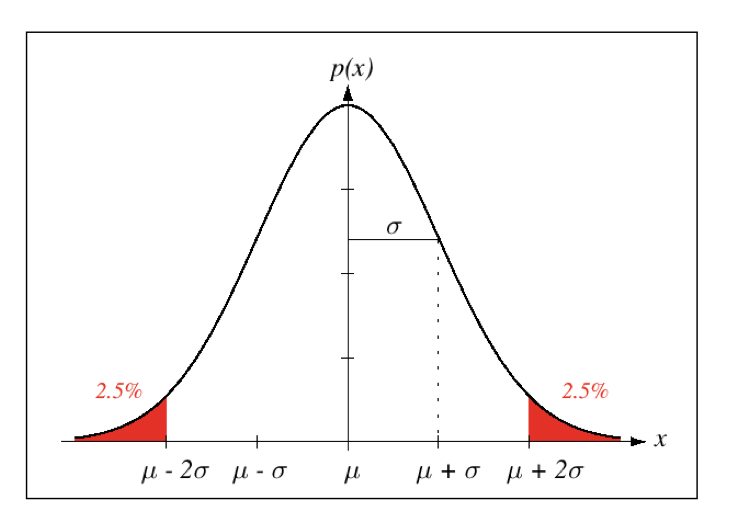 p(x)
σ
2.5%
2.5%
x
μ - 2σ
μ - σ
μ
μ + σ
μ + 2σ